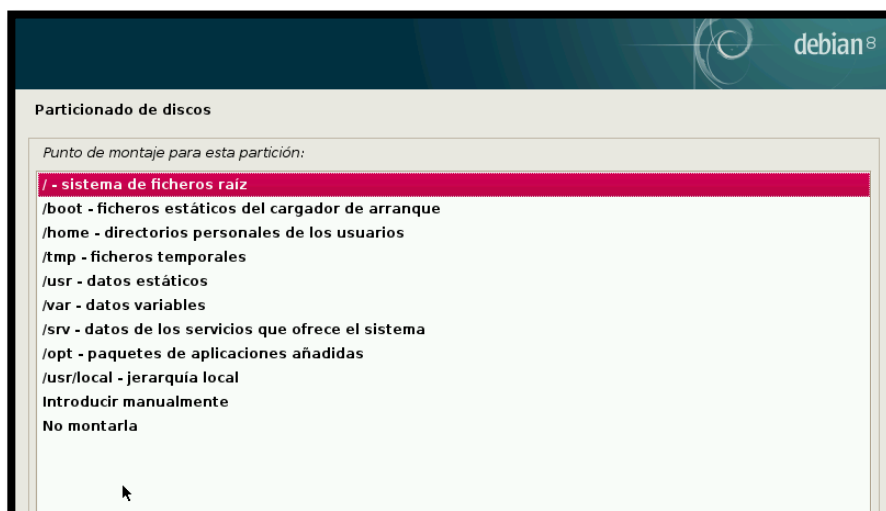 debian 8
Particionado de discos
Punto de montaje para esta partición:
/ - sistema de ficheros raíz
/boot - ficheros estáticos del cargador de arranque
/home - directorios personales de los usuarios
/tmp - ficheros temporales
/usr - datos estáticos
/var - datos variables
/srv - datos de los servicios que ofrece el sistema
/opt - paquetes de aplicaciones añadidas
/usr/local - jerarquía local
Introducir manualmente
No montarla